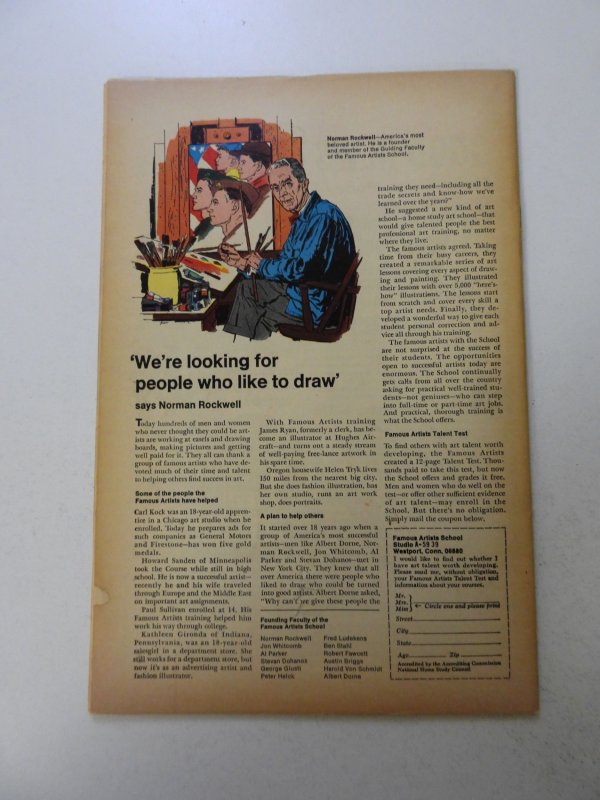 Norman Rockwell—America's most
beloved artist. He is a founder
and member of the Guiding Faculty
of the Famous Artists School.
'We're looking for
people who like to draw'
says Norman Rockwell
Today hundreds of men and women
who never thought they could be art-
ists are working at easels and drawing
boards, making pictures and getting
well paid for it. They all can thank a
group of famous artists who have de-
voted much of their time and talent
to helping others find success in art.
Some of the people the
Famous Artists have helped
Carl Kock was an 18-year-old appren-
tice in a Chicago art studio when he
enrolled. Today he prepares ads for
such companies as General Motors
and Firestone—has won five gold
medals.
Howard Sanden of Minneapolis
took the Course while still in high
school. He is now a successful artist—
recently he and his wife traveled
through Europe and the Middle East
on important art assignments.
Paul Sullivan enrolled at 14. His
Famous Artists training helped him
work his way through college.
Kathleen Gironda of Indiana,
Pennsylvania, was an 18-year-old
salesgirl in a department store. She
still works for a department store, but
now it's as an advertising artist and
fashion illustrator.
With Famous Artists training
James Ryan, formerly a clerk, has be-
come an illustrator at Hughes Air-
craft—and turns out a steady stream
of well-paying free-lance artwork in
his spare time.
Oregon housewife Helen Tryk lives
150 miles from the nearest big city.
But she does fashion illustration, has
her own studio, runs an art work
shop, does portraits.
A plan to help others
It started over 18 years ago when a
group of America's most successful
artists—men like Albert Dorne, Nor-
man Rockwell, Jon Whitcomb, Al
Parker and Stevan Dohanos—met in
New York City. They knew that all
over America there were people who
liked to draw who could be turned
into good artists. Albert Dorne asked,
"Why can't we give these people the
Founding Faculty of the
Famous Artists School
Norman Rockwell
Jon Whitcomb
Al Parker
Stevan Dohanos
George Giusti
Peter Helck
Fred Ludekens
Ben Stahl
Robert Fawcett
Austin Briggs
Harold Von Schmidt
Albert Dorne
training they need—including all the
trade secrets and know-how we've
learned over the years?"
He suggested a new kind of art
school—a home study art school—that
would give talented people the best
professional art training, no matter
where they live.
The famous artists agreed. Taking
time from their busy careers, they
created a remarkable series of art
lessons covering every aspect of draw-
ing and painting. They illustrated
their lessons with over 5,000 "here's-
how" illustrations. The lessons start
from scratch and cover every skill a
top artist needs. Finally, they de-
veloped a wonderful way to give each
student personal correction and ad-
vice all through his training.
The famous artists with the School
are not surprised at the success of
their students. The opportunities
open to successful artists today are
enormous. The School continually
gets calls from all over the country
asking for practical well-trained stu-
dents—not geniuses—who can step
into full-time or part-time art jobs.
And practical, thorough training is
what the School offers.
Famous Artists Talent Test
To find others with art talent worth
developing, the Famous Artists
created a 12-page Talent Test. Thou-
sands paid to take this test, but now
the School offers and grades it free.
Men and women who do well on the
test—or offer other sufficient evidence
of art talent—may enroll in the
School. But there's no obligation.
Simply mail the coupon below.
Famous Artists School
Studio A-59 39
Westport, Conn. 06880
I would like to find out whether I
have art talent worth developing.
Please send me, without obligation,
your Famous Artists Talent Test and
information about your courses.
Mr.
Mrs.
Miss
Circle one and please print
Street
City
State
Age Zip
Accredited by the Accrediting Commission
National Home Study Council